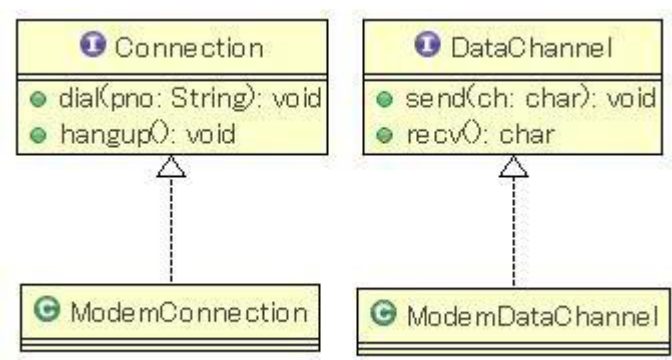 Connection
dial(pno: String): void
hangup(): void
DataChannel
send(ch: char): void
recv(): char
ModemConnection
ModemDataChannel